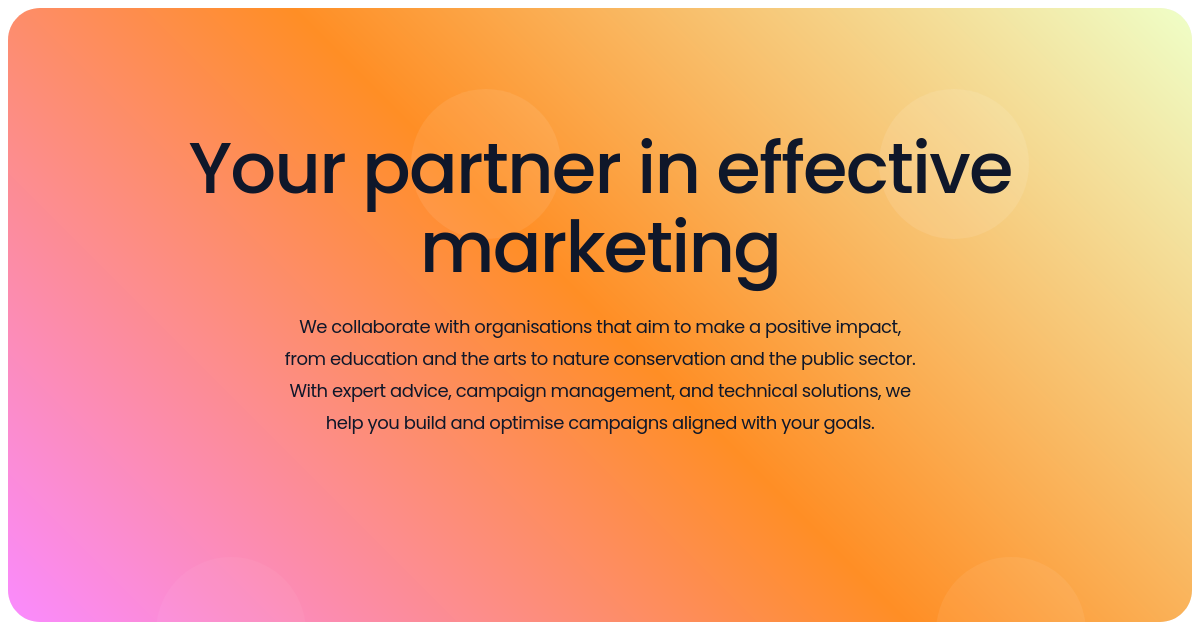 Your partner in effective
marketing
We collaborate with organisations that aim to make a positive impact,
from education and the arts to nature conservation and the public sector.
With expert advice, campaign management, and technical solutions, we
help you build and optimise campaigns aligned with your goals.